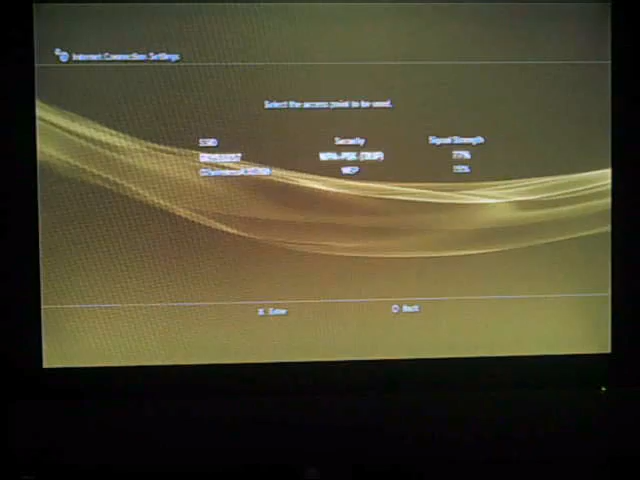 Internet Connection Settings
Select the access point to be used.
SSID Security Signal Strength
WPA-PSK (TKIP)
WEP
Enter Back